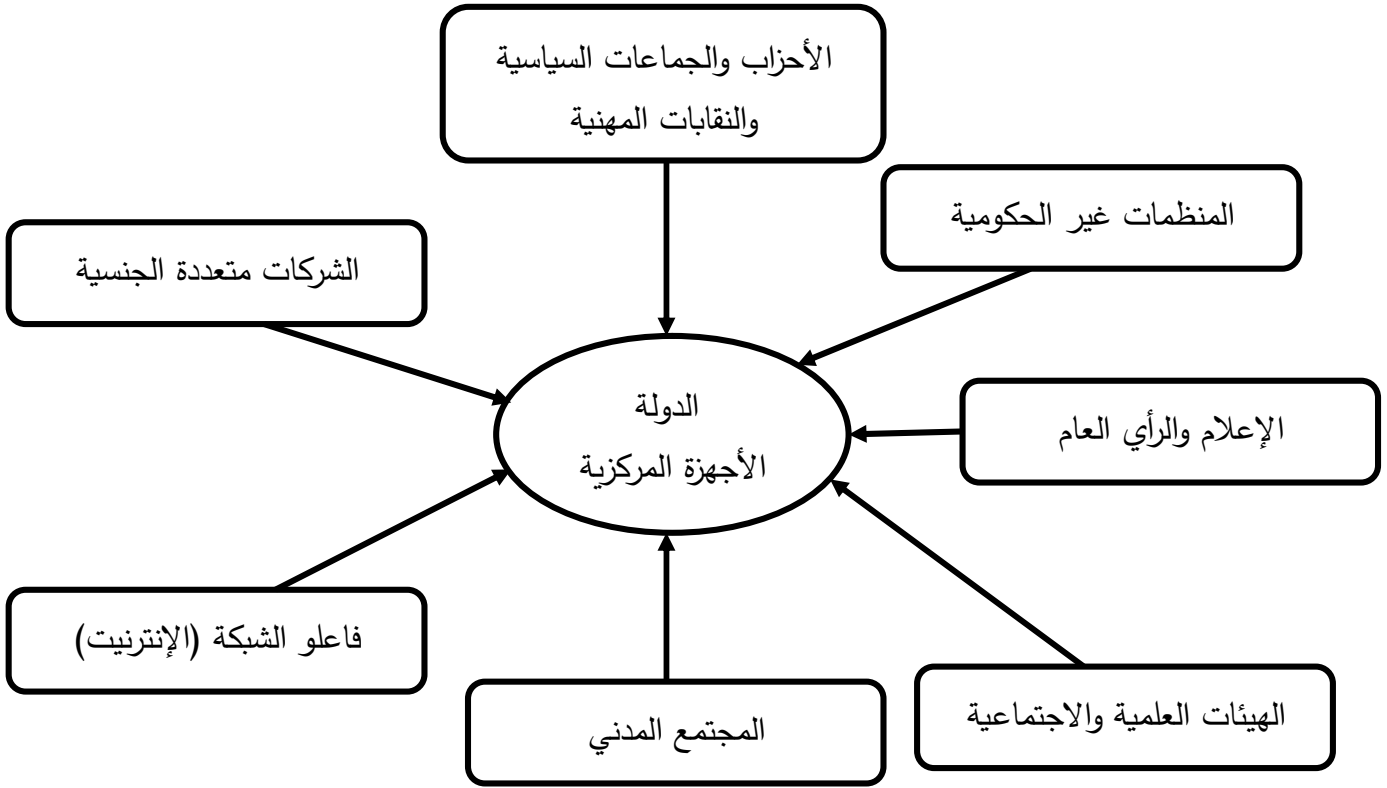 الأحزاب والجماعات السياسية
والنقابات المهنية
المنظمات غير الحكومية
الشركات متعددة الجنسية
الدولة
الأجهزة المركزية
الإعلام والرأي العام
فاعلو الشبكة (الإنترنيت)
الهيئات العلمية والاجتماعية
المجتمع المدني